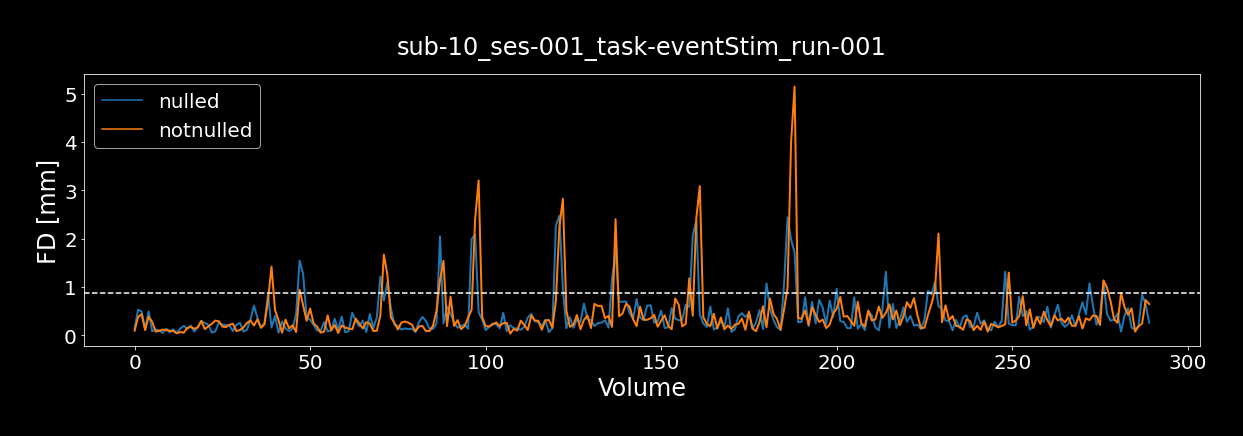 sub-10_ses-001_task-eventStim_run-001
nulled
notnulled
FD [mm]
5
4
3
2
1
0
0 50 100 150 200 250 300
Volume